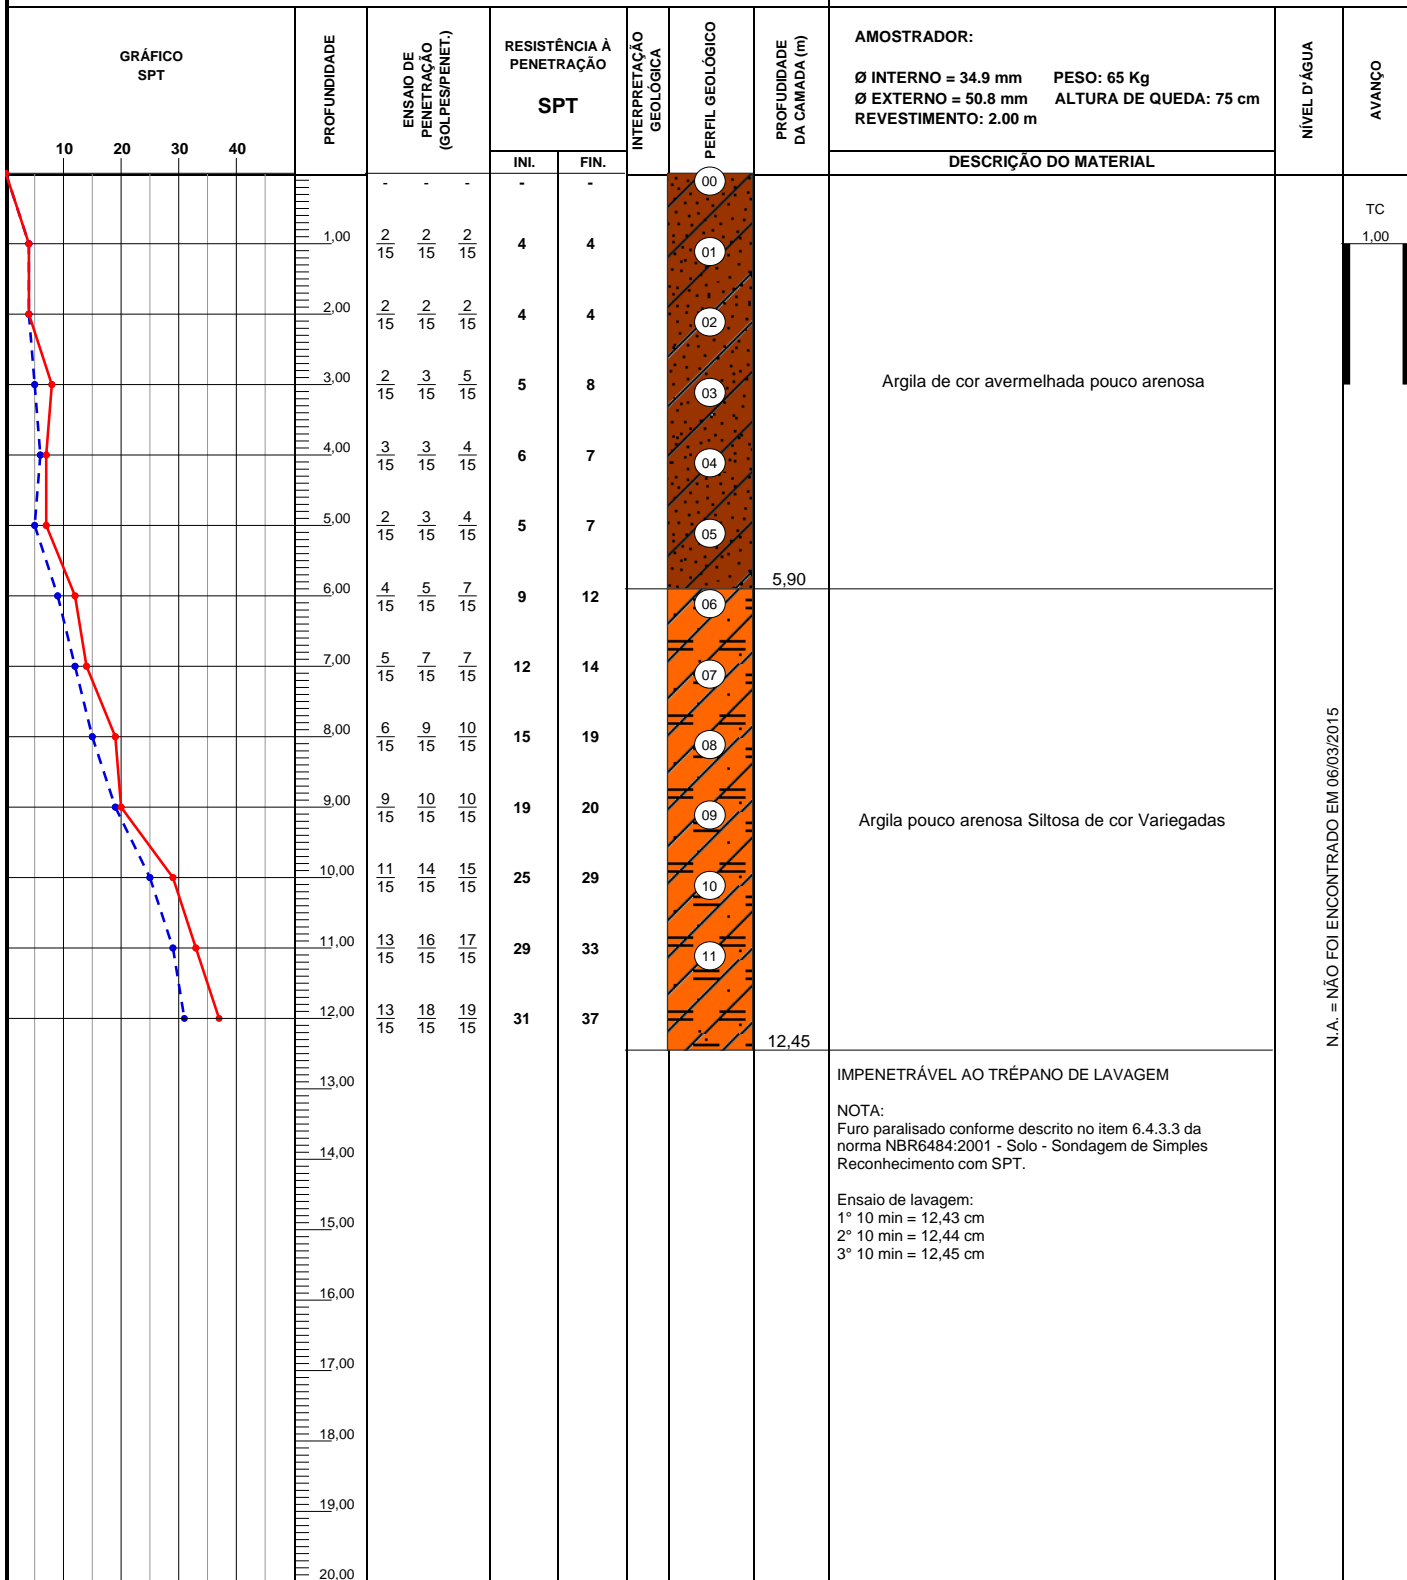 GRÁFICO
SPT
10 20 30 40
PROFUNDIDADE
ENSAIO DE
PENETRAÇÃO
(GOLPES/PENET.)
RESISTÊNCIA À
PENETRAÇÃO
SPT
INI. FIN.
INTERPRETAÇÃO
GEOLÓGICA
PERFIL GEOLÓGICO
PROFUDIDADE
DA CAMADA (m)
AMOSTRADOR:
Ø INTERNO = 34.9 mm PESO: 65 Kg
Ø EXTERNO = 50.8 mm ALTURA DE QUEDA: 75 cm
REVESTIMENTO: 2.00 m
DESCRIÇÃO DO MATERIAL
NÍVEL D'ÁGUA
AVANÇO
- - - - - 00
TC
1,00
1,00 2/15 2/15 2/15 4 4 01
2,00 2/15 2/15 2/15 4 4 02
3,00 2/15 3/15 5/15 5 8 03
Argila de cor avermelhada pouco arenosa
4,00 3/15 3/15 4/15 6 7 04
5,00 2/15 3/15 4/15 5 7 05
5,90
6,00 4/15 5/15 7/15 9 12 06
7,00 5/15 7/15 7/15 12 14 07
8,00 6/15 9/15 10/15 15 19 08
9,00 9/15 10/15 10/15 19 20 09
Argila pouco arenosa Siltosa de cor Variegadas
10,00 11/15 14/15 15/15 25 29 10
11,00 13/15 16/15 17/15 29 33 11
12,00 13/15 18/15 19/15 31 37
12,45
N.A. = NÃO FOI ENCONTRADO EM 06/03/2015
IMPENETRÁVEL AO TRÉPANO DE LAVAGEM
NOTA:
Furo paralisado conforme descrito no item 6.4.3.3 da
norma NBR6484:2001 - Solo - Sondagem de Simples
Reconhecimento com SPT.
Ensaio de lavagem:
1° 10 min = 12,43 cm
2° 10 min = 12,44 cm
3° 10 min = 12,45 cm
13,00
14,00
15,00
16,00
17,00
18,00
19,00
20,00